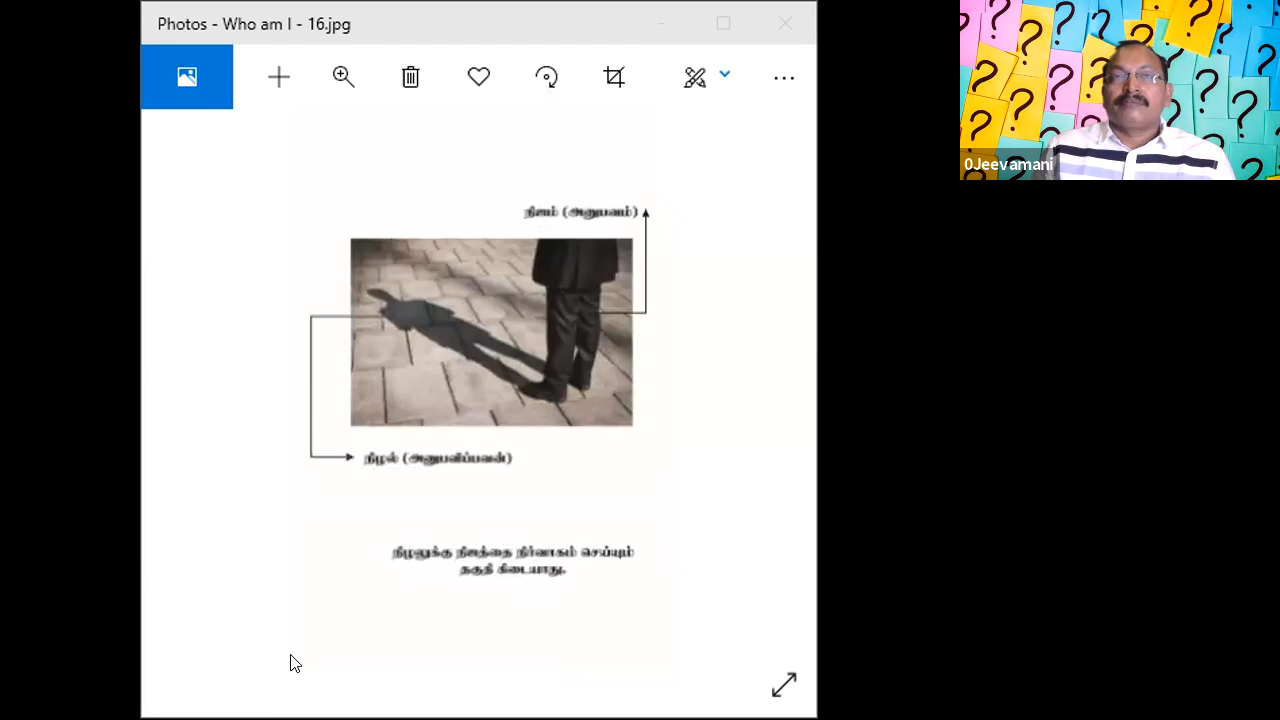 Photos - Who am I - 16.jpg
0Jeevamani
நிஜம் (அனுபவம்)
நிழல் (அனுபவிப்பவன்)
நிழலுக்கு நிஜத்தை நிர்வாகம் செய்யும்
தகுதி கிடையாது.